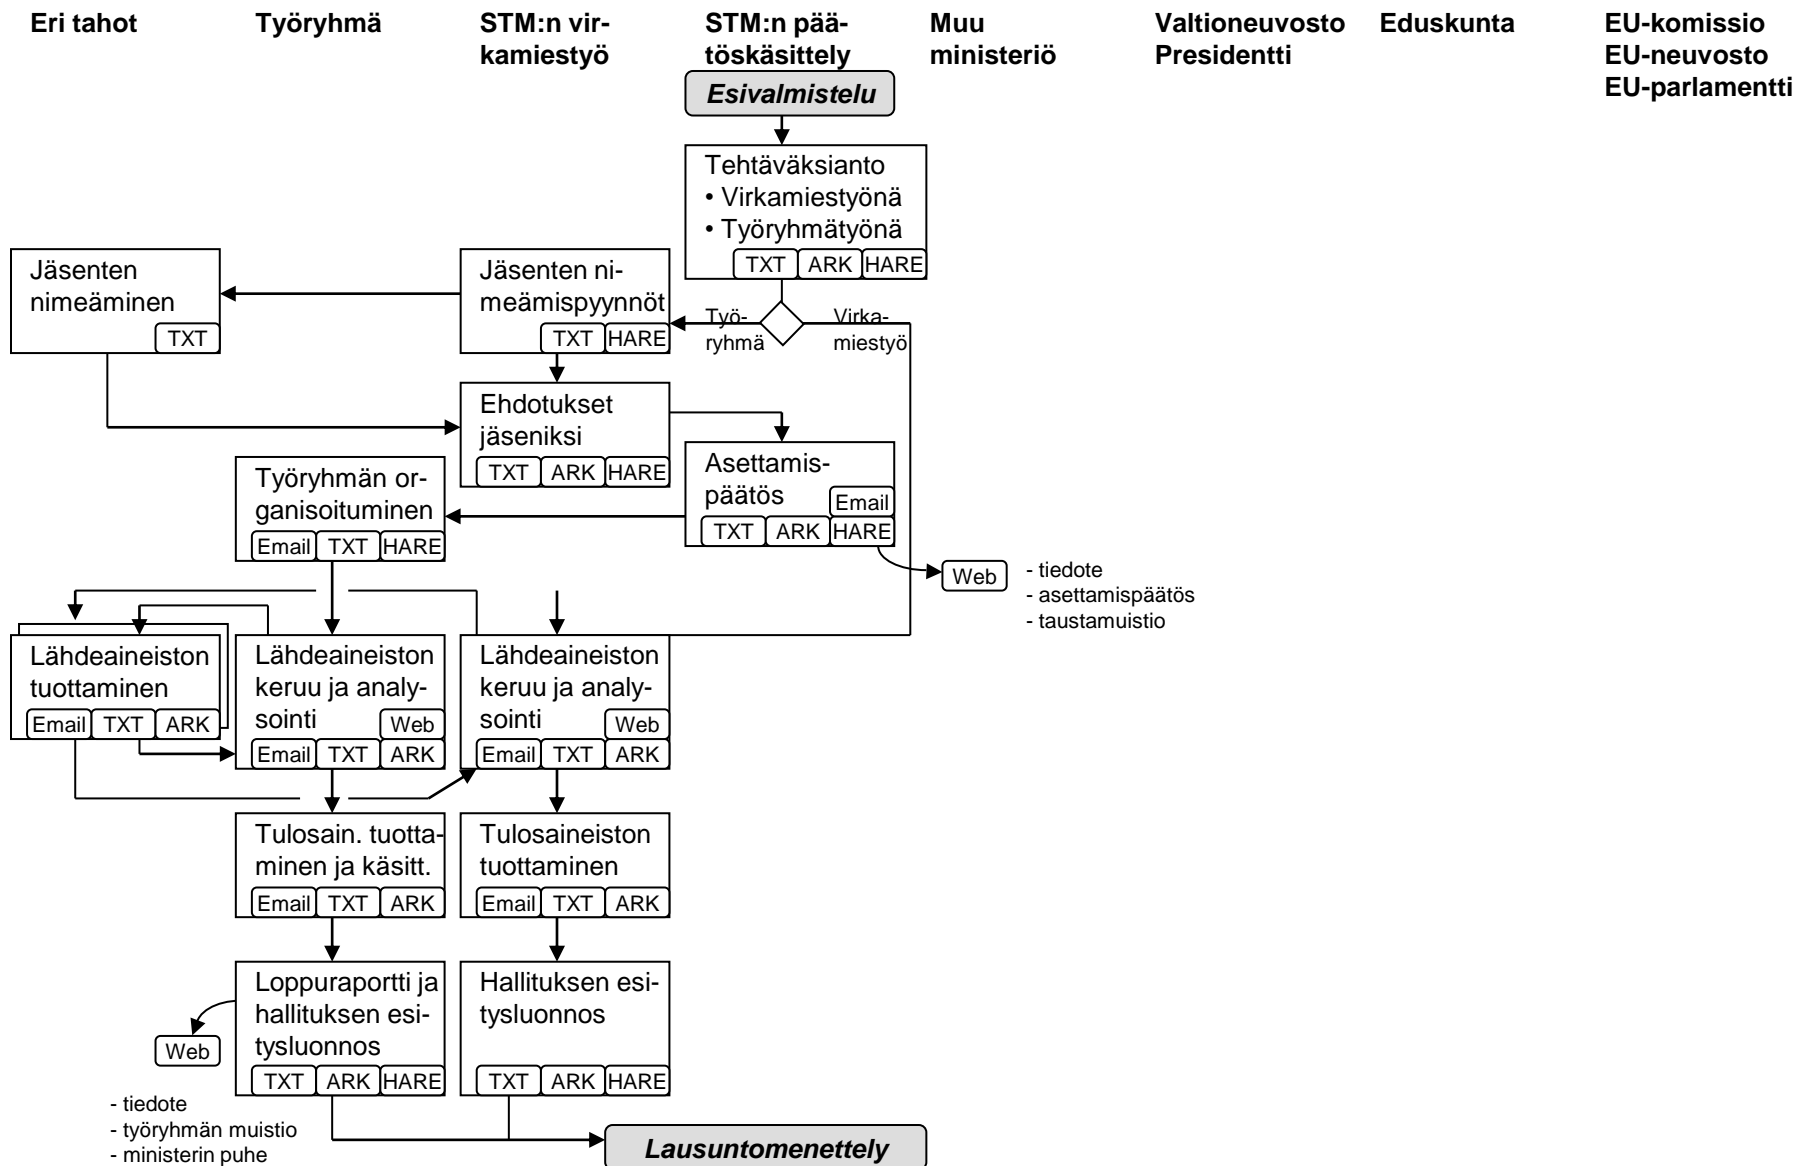 Eri tahot
Työryhmä
STM:n vir-
kamiestyö
STM:n pää-
töskäsittely
Muu
ministeriö
Valtioneuvosto
Presidentti
Eduskunta
EU-komissio
EU-neuvosto
EU-parlamentti
Esivalmistelu
Tehtäväksianto
• Virkamiestyönä
• Työryhmätyönä
TXT ARK HARE
Jäsenten
nimeäminen
TXT
Jäsenten ni-
meämispyynnöt
TXT HARE
Työ-
ryhmä
Virka-
miestyö
Ehdotukset
jäseniksi
TXT ARK HARE
Asettamis-
päätös
Email
TXT ARK HARE
Työryhmän or-
ganisoituminen
Email TXT HARE
Web
- tiedote
- asettamispäätös
- taustamuistio
Lähdeaineiston
tuottaminen
Email TXT ARK
Lähdeaineiston
keruu ja analy-
sointi
Web
Email TXT ARK
Lähdeaineiston
keruu ja analy-
sointi
Web
Email TXT ARK
Tulosain. tuotta-
minen ja käsitt.
Email TXT ARK
Tulosaineiston
tuottaminen
Email TXT ARK
Loppuraportti ja
hallituksen esi-
tysluonnos
TXT ARK HARE
Hallituksen esi-
tysluonnos
TXT ARK HARE
Web
- tiedote
- työryhmän muistio
- ministerin puhe
Lausuntomenettely